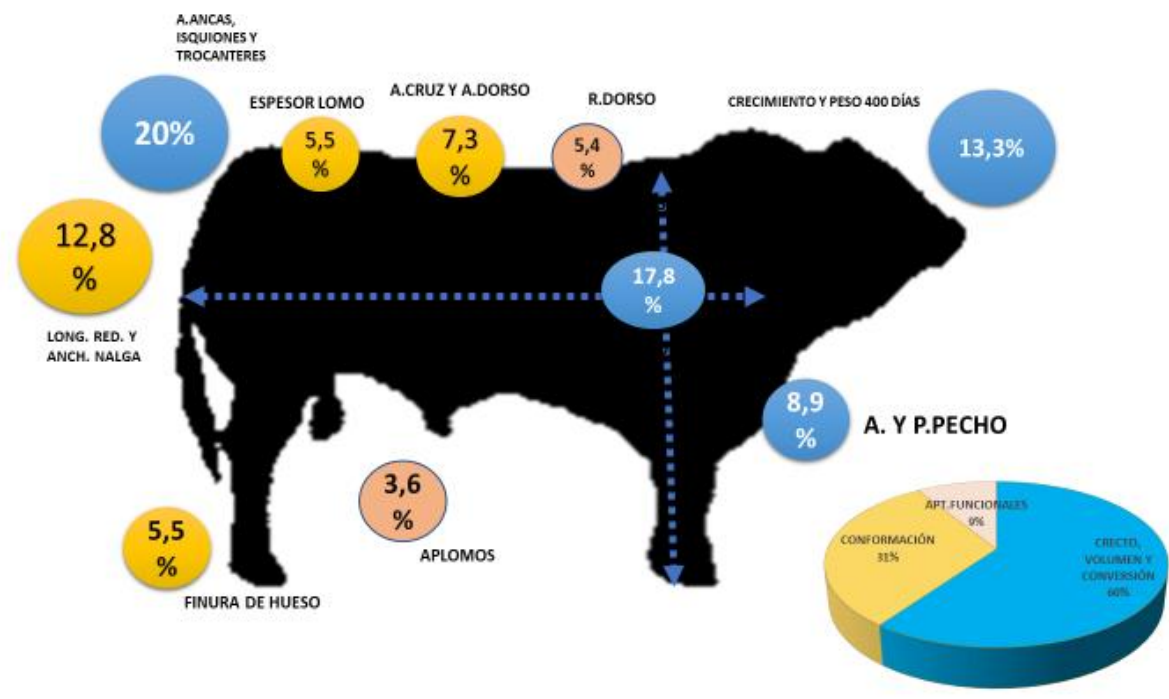 A.ANCAS,
ISQUIONES Y
TROCANTERES
20%
ESPESOR LOMO
5,5
%
A.CRUZ Y A.DORSO
7,3
%
R.DORSO
5,4
%
CRECIMIENTO Y PESO 400 DÍAS
13,3%
12,8
%
LONG. RED. Y
ANCH. NALGA
17,8
%
8,9
%
A. Y P.PECHO
3,6
%
APLOMOS
5,5
%
FINURA DE HUESO
APT.FUNCIONALES
9%
CONFORMACIÓN
31%
CRECTO,
VOLUMEN Y
CONVERSIÓN
60%